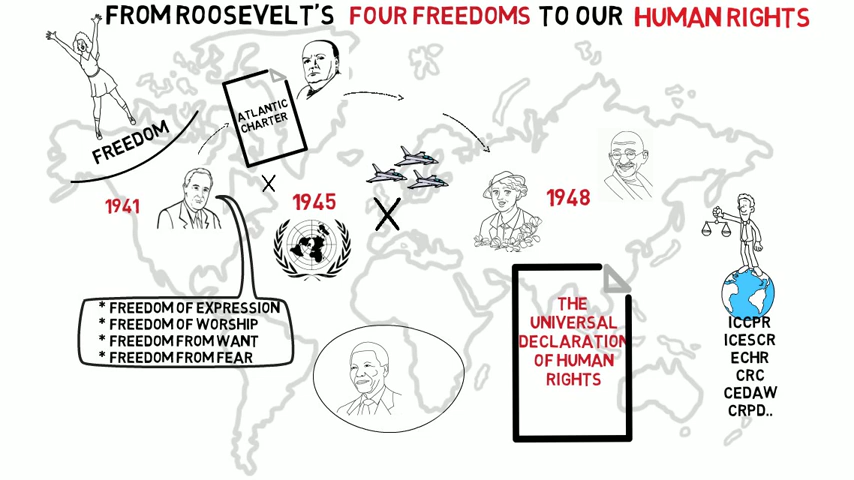 FROM ROOSEVELT'S FOUR FREEDOMS TO OUR HUMAN RIGHTS
FREEDOM
ATLANTIC
CHARTER
1941
1945
1948
* FREEDOM OF EXPRESSION
* FREEDOM OF WORSHIP
* FREEDOM FROM WANT
* FREEDOM FROM FEAR
THE
UNIVERSAL
DECLARATION
OF HUMAN
RIGHTS
ICCPR
ICESCR
ECHR
CRC
CEDAW
CRPD..